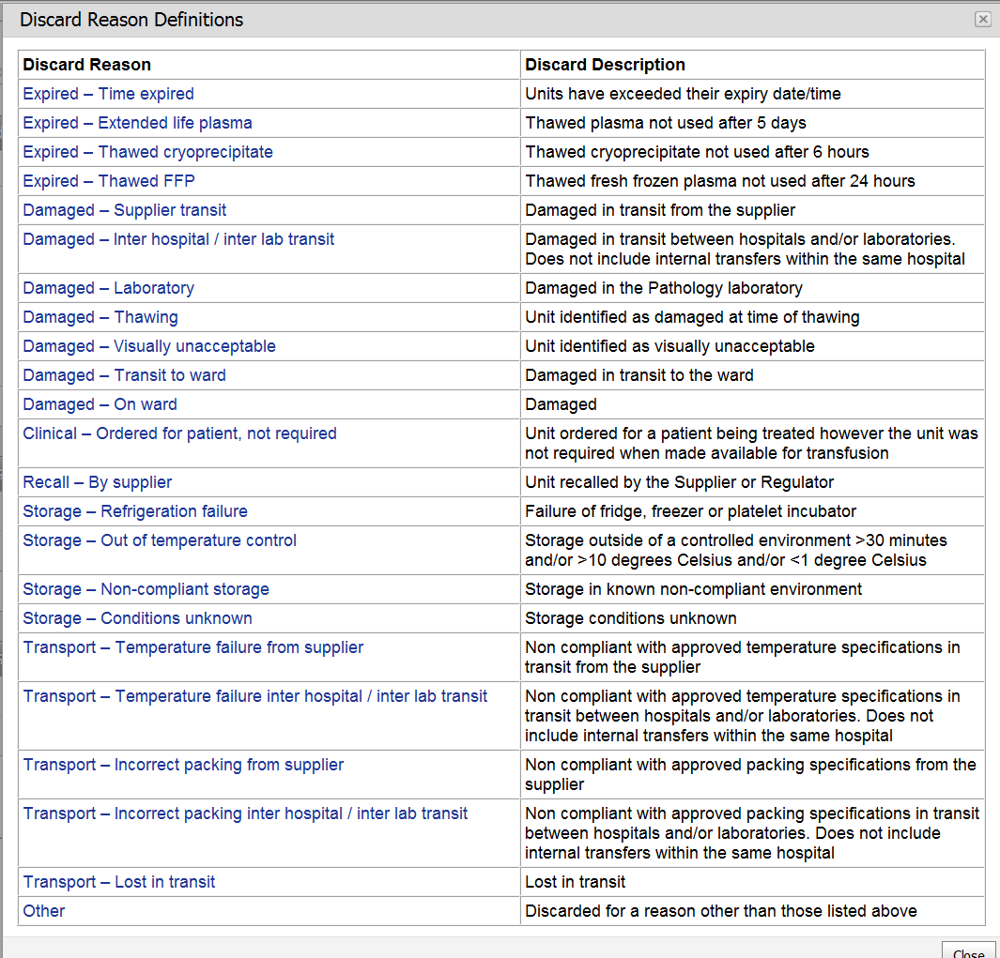 Discard Reason Definitions
Discard Reason
Discard Description
Expired – Time expired
Units have exceeded their expiry date/time
Expired – Extended life plasma
Thawed plasma not used after 5 days
Expired – Thawed cryoprecipitate
Thawed cryoprecipitate not used after 6 hours
Expired – Thawed FFP
Thawed fresh frozen plasma not used after 24 hours
Damaged – Supplier transit
Damaged in transit from the supplier
Damaged – Inter hospital / inter lab transit
Damaged in transit between hospitals and/or laboratories.
Does not include internal transfers within the same hospital
Damaged – Laboratory
Damaged in the Pathology laboratory
Damaged – Thawing
Unit identified as damaged at time of thawing
Damaged – Visually unacceptable
Unit identified as visually unacceptable
Damaged – Transit to ward
Damaged in transit to the ward
Damaged – On ward
Damaged
Clinical – Ordered for patient, not required
Unit ordered for a patient being treated however the unit was
not required when made available for transfusion
Recall – By supplier
Unit recalled by the Supplier or Regulator
Storage – Refrigeration failure
Failure of fridge, freezer or platelet incubator
Storage – Out of temperature control
Storage outside of a controlled environment >30 minutes
and/or >10 degrees Celsius and/or <1 degree Celsius
Storage – Non-compliant storage
Storage in known non-compliant environment
Storage – Conditions unknown
Storage conditions unknown
Transport – Temperature failure from supplier
Non compliant with approved temperature specifications in
transit from the supplier
Transport – Temperature failure inter hospital / inter lab transit
Non compliant with approved temperature specifications in
transit between hospitals and/or laboratories. Does not
include internal transfers within the same hospital
Transport – Incorrect packing from supplier
Non compliant with approved packing specifications from the
supplier
Transport – Incorrect packing inter hospital / inter lab transit
Non compliant with approved packing specifications in transit
between hospitals and/or laboratories. Does not include
internal transfers within the same hospital
Transport – Lost in transit
Lost in transit
Other
Discarded for a reason other than those listed above
Close